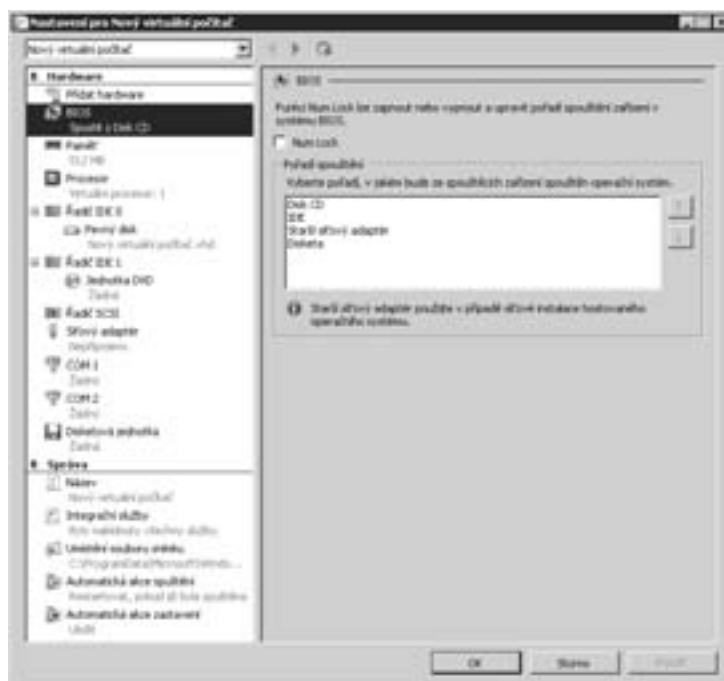 Nastavení pro Nový virtuální počítač
Nový virtuální počítač
Hardware
Přidat hardware
BIOS
Spustit z Disk CD
Paměť
512 MB
Procesor
Virtuální procesor: 1
Řadič IDE 0
Pevný disk
Nový virtuální počítač.vhd
Řadič IDE 1
Jednotka DVD
Žádné
Řadič SCSI
Síťový adaptér
Nepřipojeno
COM 1
Žádné
COM 2
Žádné
Disketová jednotka
Žádné
Správa
Název
Nový virtuální počítač
Integrační služby
Byly nabídnuty všechny služby.
Umístění souboru snímku
C:\ProgramData\Microsoft\Windo...
Automatická akce spuštění
Restartovat, pokud již byla spuštěna
Automatická akce zastavení
Uložit
BIOS
Funkci Num Lock lze zapnout nebo vypnout a upravit pořadí spouštění zařízení v
systému BIOS.
Num Lock
Pořadí spouštění
Vyberte pořadí, v jakém bude ze spouštěcích zařízení spouštěn operační systém.
Disk CD
IDE
Starší síťový adaptér
Disketa
Starší síťový adaptér použijte v případě síťové instalace hostovaného
operačního systému.
OK
Storno
Použít